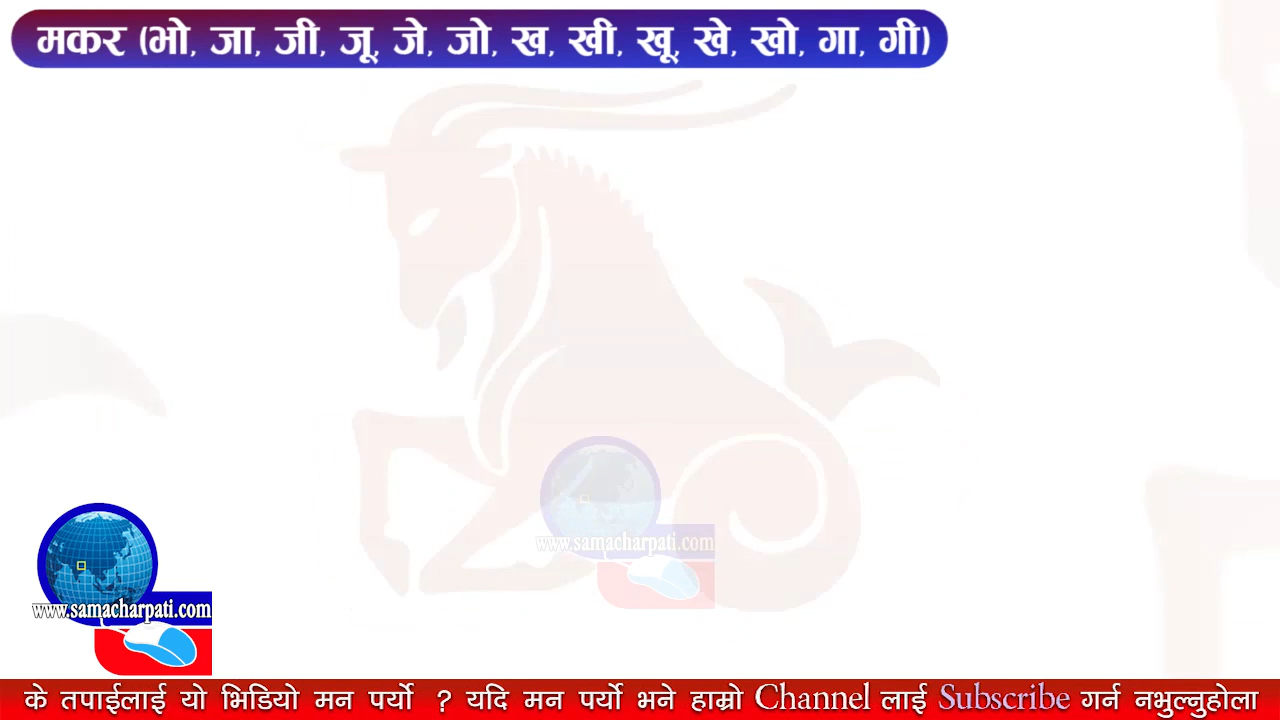 मकर (भो, जा, जी, जू, जे, जो, ख, खी, खू, खे, खो, गा, गी)
www.samacharpati.com
www.samacharpati.com
के तपाईलाई यो भिडियो मन पर्यो ? यदि मन पर्यो भने हाम्रो Channel लाई Subscribe गर्न नभुल्नुहोला